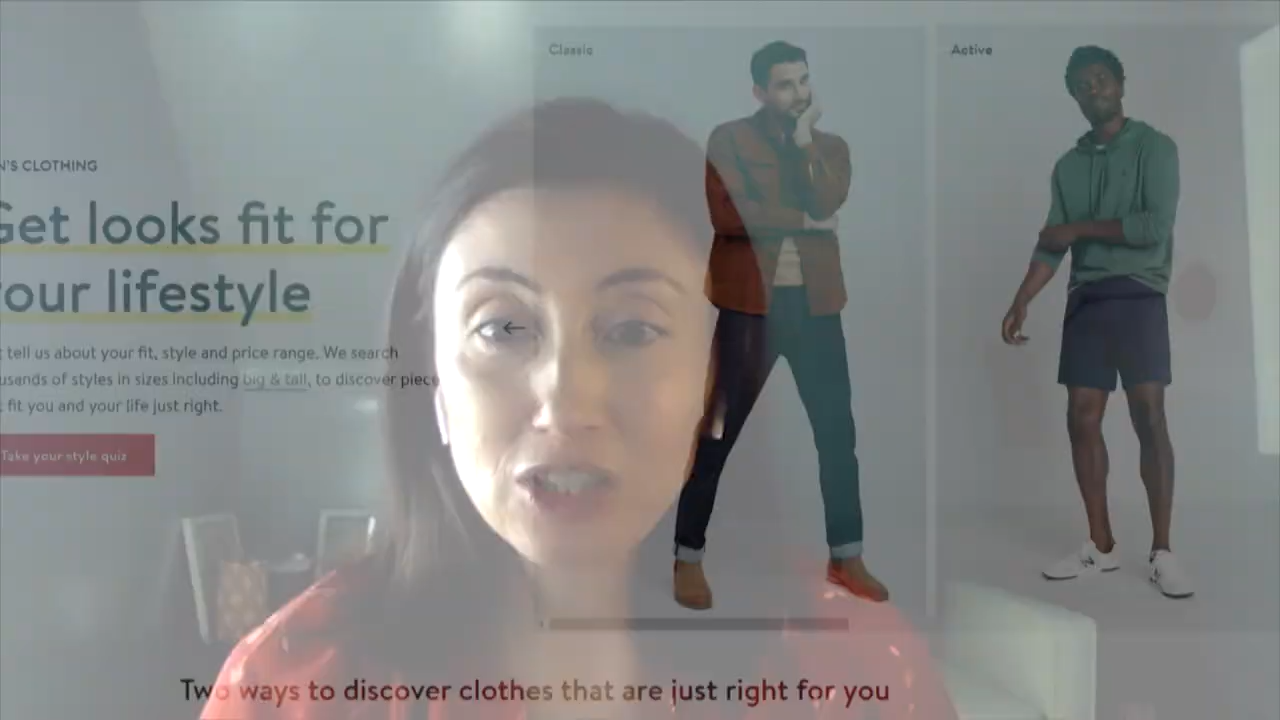 N'S CLOTHING
Get looks fit for
our lifestyle
t tell us about your fit, style and price range. We search
usands of styles in sizes including big & tall, to discover piece
t fit you and your life just right.
Take your style quiz
Classic
Active
Two ways to discover clothes that are just right for you